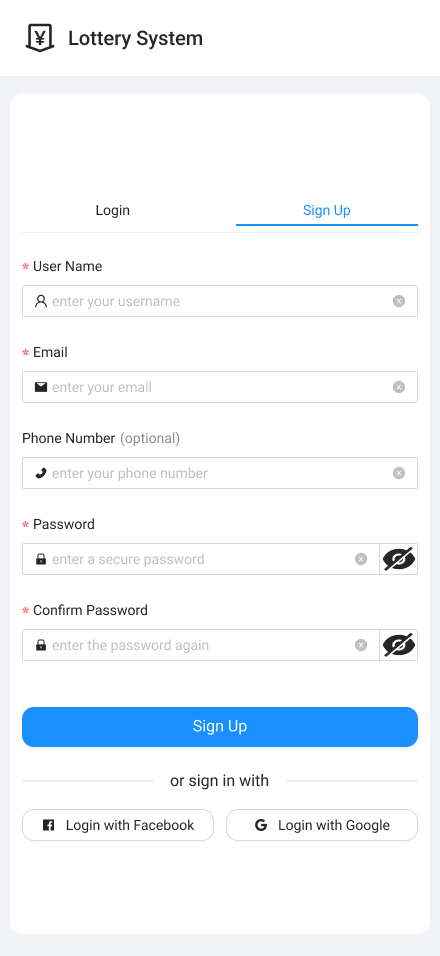 Lottery System
Login
Sign Up
* User Name
enter your username
* Email
enter your email
Phone Number (optional)
enter your phone number
* Password
enter a secure password
* Confirm Password
enter the password again
Sign Up
or sign in with
Login with Facebook
Login with Google